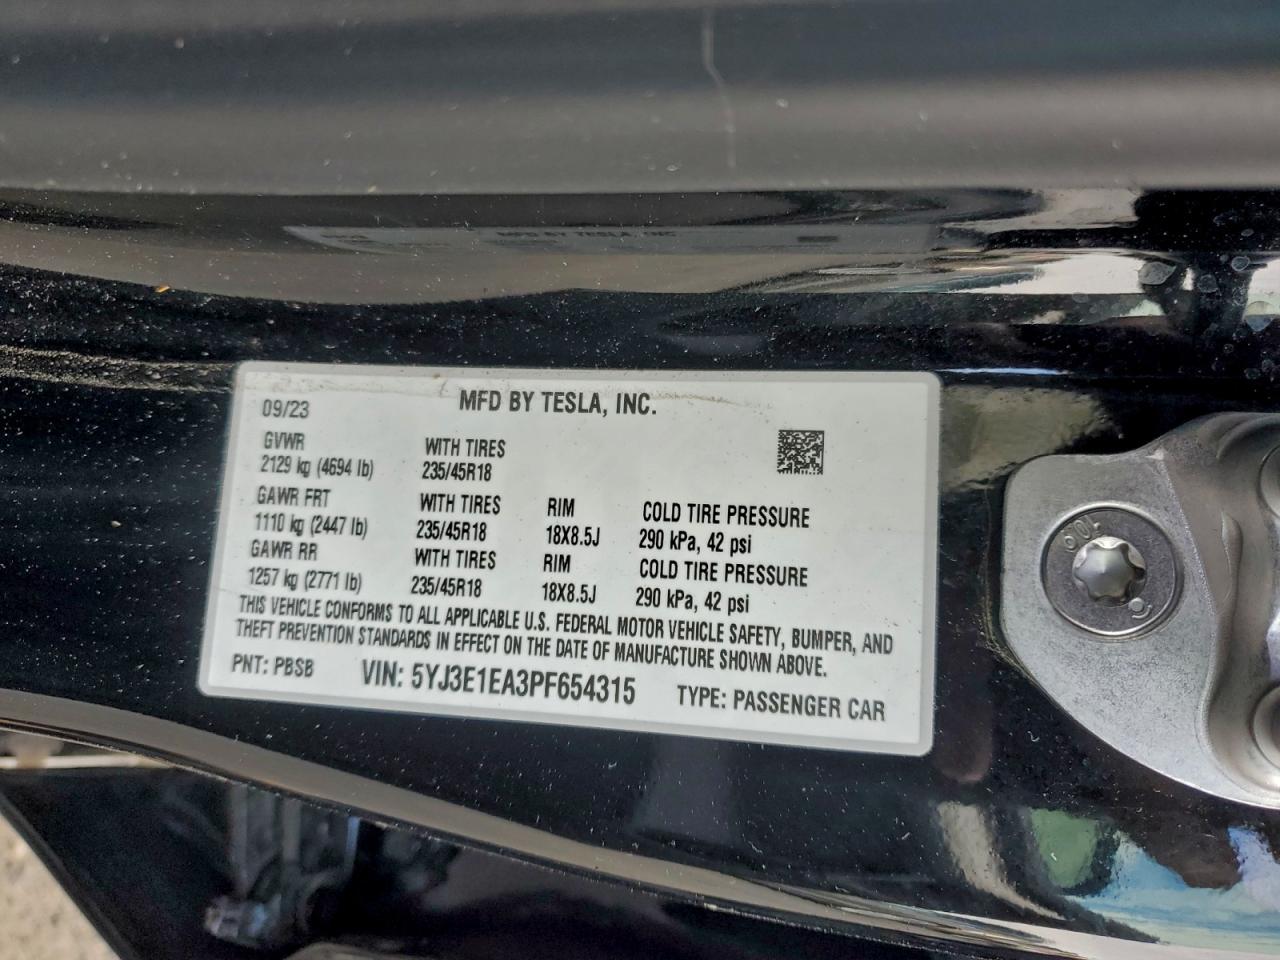 MFD BY TESLA, INC.
09/23
GVWR WITH TIRES
2129 kg (4694 lb) 235/45R18
GAWR FRT WITH TIRES RIM COLD TIRE PRESSURE
1110 kg (2447 lb) 235/45R18 18X8.5J 290 kPa, 42 psi
GAWR RR WITH TIRES RIM COLD TIRE PRESSURE
1257 kg (2771 lb) 235/45R18 18X8.5J 290 kPa, 42 psi
THIS VEHICLE CONFORMS TO ALL APPLICABLE U.S. FEDERAL MOTOR VEHICLE SAFETY, BUMPER, AND
THEFT PREVENTION STANDARDS IN EFFECT ON THE DATE OF MANUFACTURE SHOWN ABOVE.
PNT: PBSB VIN: 5YJ3E1EA3PF654315 TYPE: PASSENGER CAR